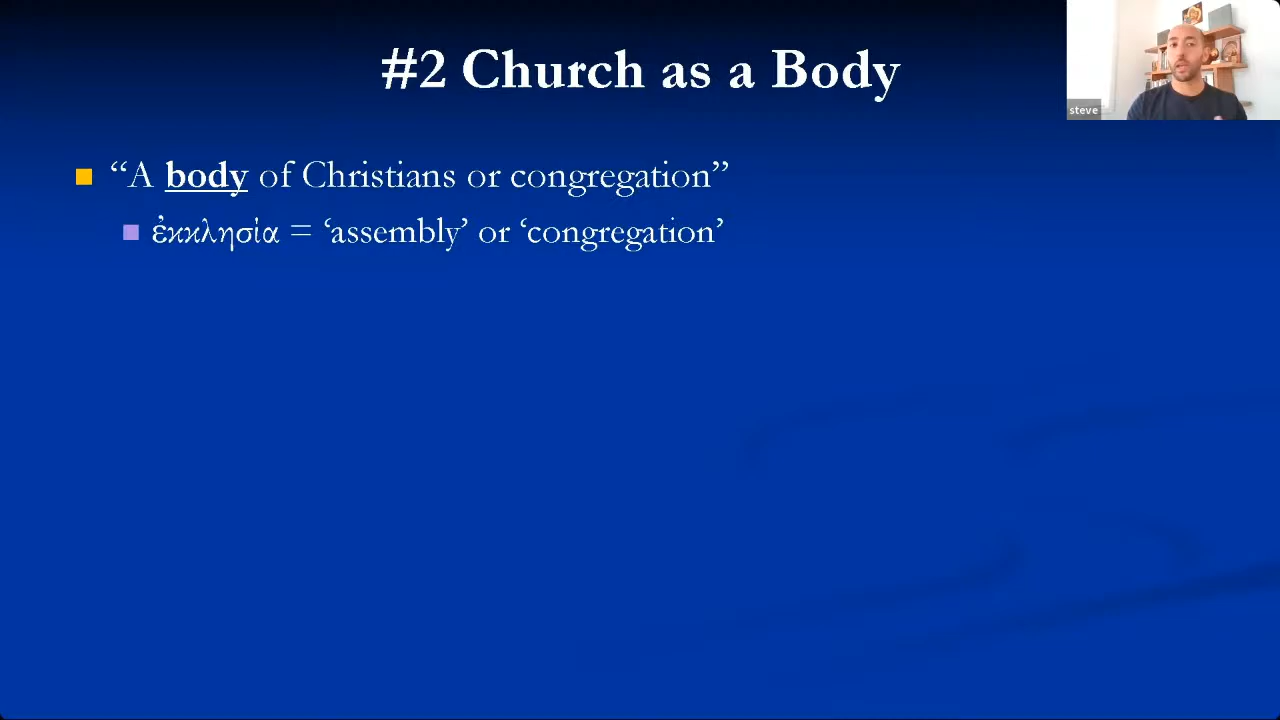 #2 Church as a Body
steve
“A body of Christians or congregation”
ἐκκλησία = ‘assembly’ or ‘congregation’